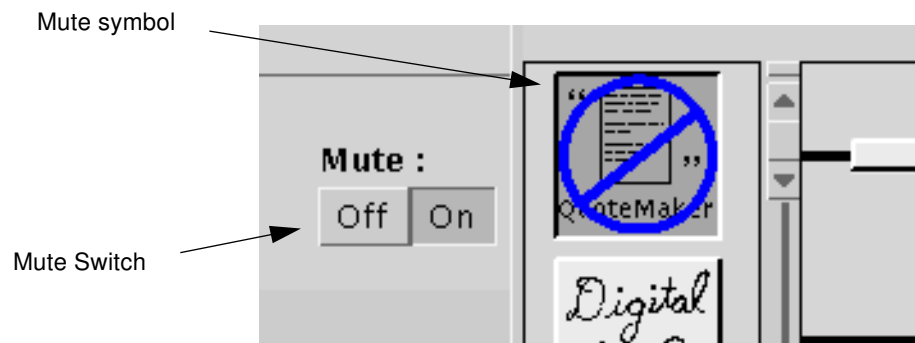 Mute symbol
“
”
Mute :
Off On
QuoteMaker
Mute Switch
Digital